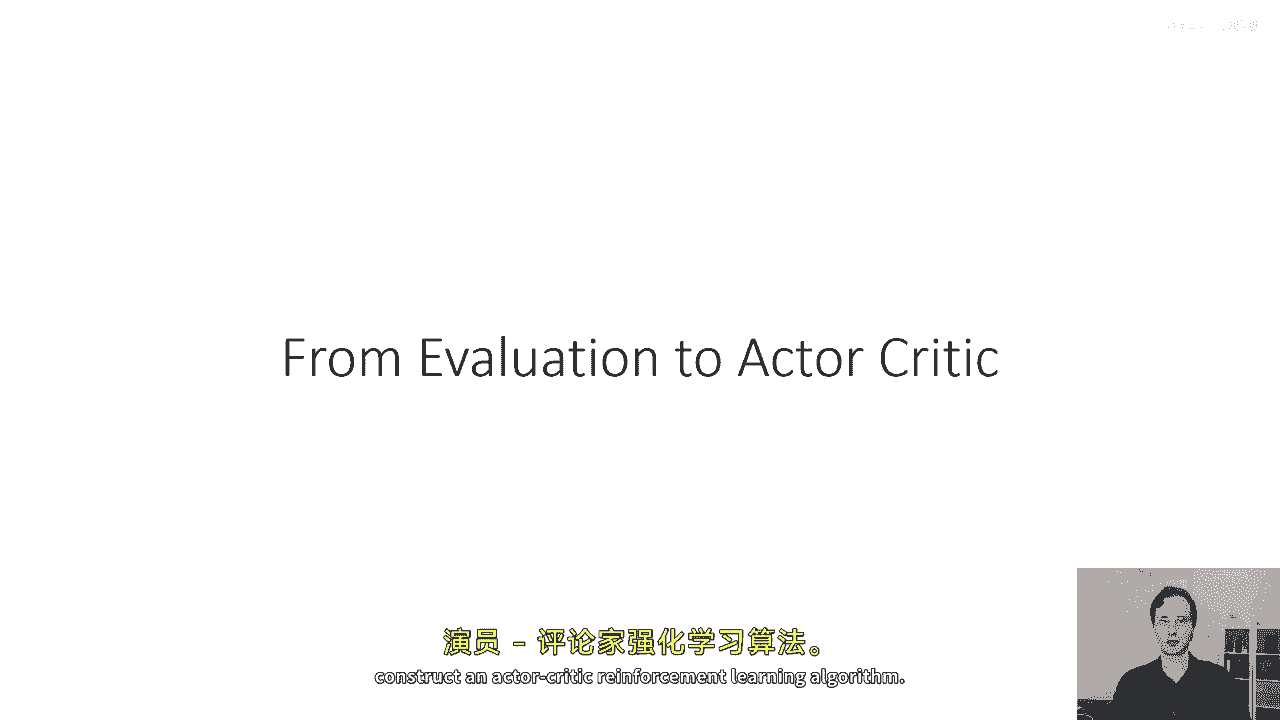 From Evaluation to Actor Critic
演员 - 评论家强化学习算法。
construct an actor-critic reinforcement learning algorithm.